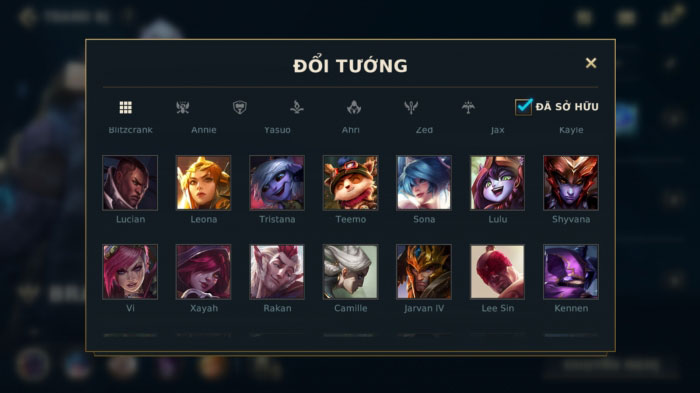 ĐỔI TƯỚNG
ĐÃ SỞ HỮU
Blitzcrank Annie Yasuo Ahri Zed Jax Kayle
Lucian Leona Tristana Teemo Sona Lulu Shyvana
Vi Xayah Rakan Camille Jarvan IV Lee Sin Kennen